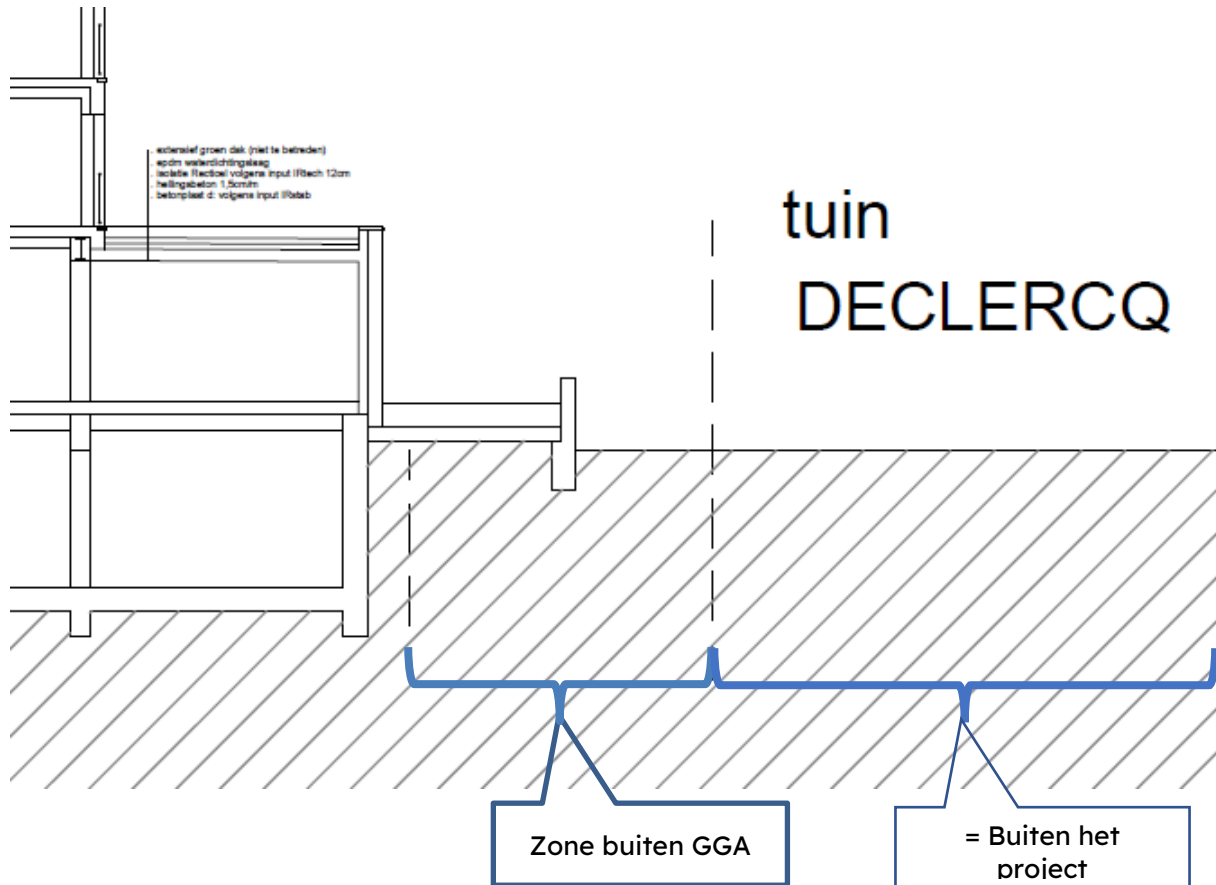 . extensief groen dak (niet te betreden)
. epdm waterdichtingslaag
. isolatie Recticel volgens input IRtech 12cm
. hellingsbeton 1,5cm/m
. betonplaat d: volgens input IRstab
tuin
DECLERCQ
Zone buiten GGA
= Buiten het
project